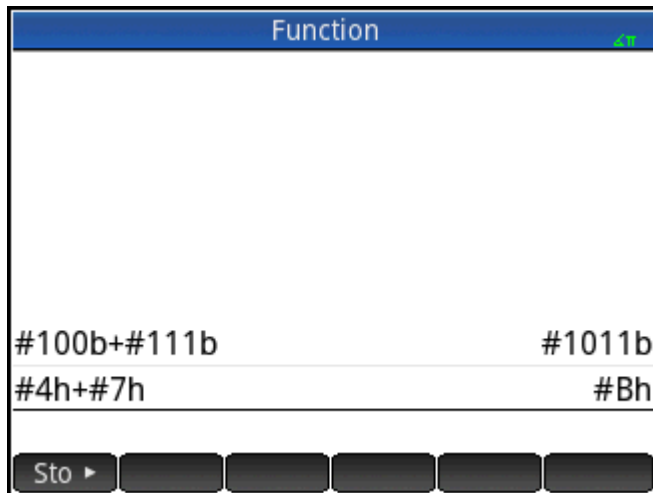 Function
∡π
#100b+#111b #1011b
#4h+#7h #Bh
Sto ►